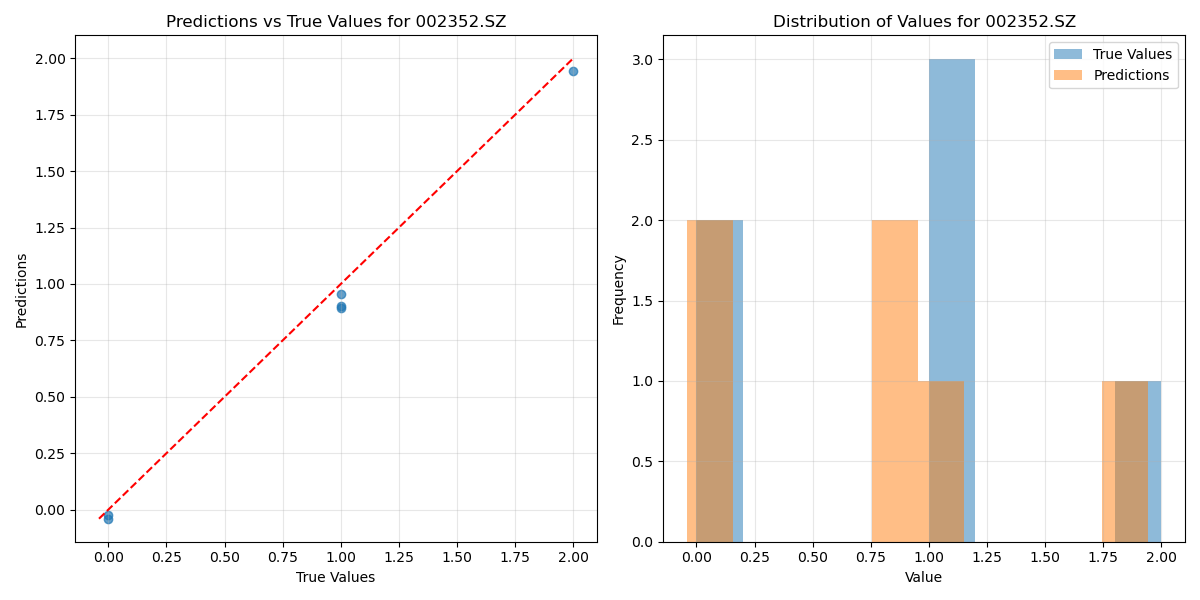 Predictions vs True Values for 002352.SZ
2.00
1.75
1.50
1.25
1.00
0.75
0.50
0.25
0.00
Predictions
0.00 0.25 0.50 0.75 1.00 1.25 1.50 1.75 2.00
True Values
Distribution of Values for 002352.SZ
True Values
Predictions
3.0
2.5
2.0
1.5
1.0
0.5
0.0
Frequency
0.00 0.25 0.50 0.75 1.00 1.25 1.50 1.75 2.00
Value